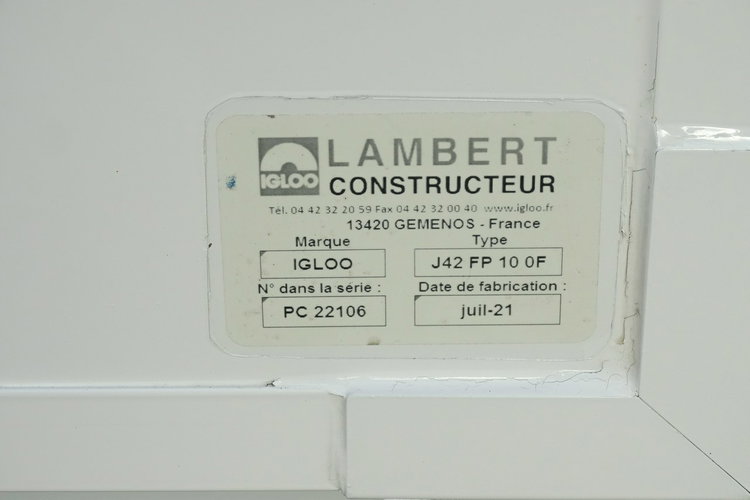 IGLOO
LAMBERT
CONSTRUCTEUR
Tél. 04 42 32 20 59 Fax 04 42 32 00 40 www.igloo.fr
13420 GEMENOS - France
Marque Type
IGLOO J42 FP 10 0F
N° dans la série : Date de fabrication :
PC 22106 juil-21